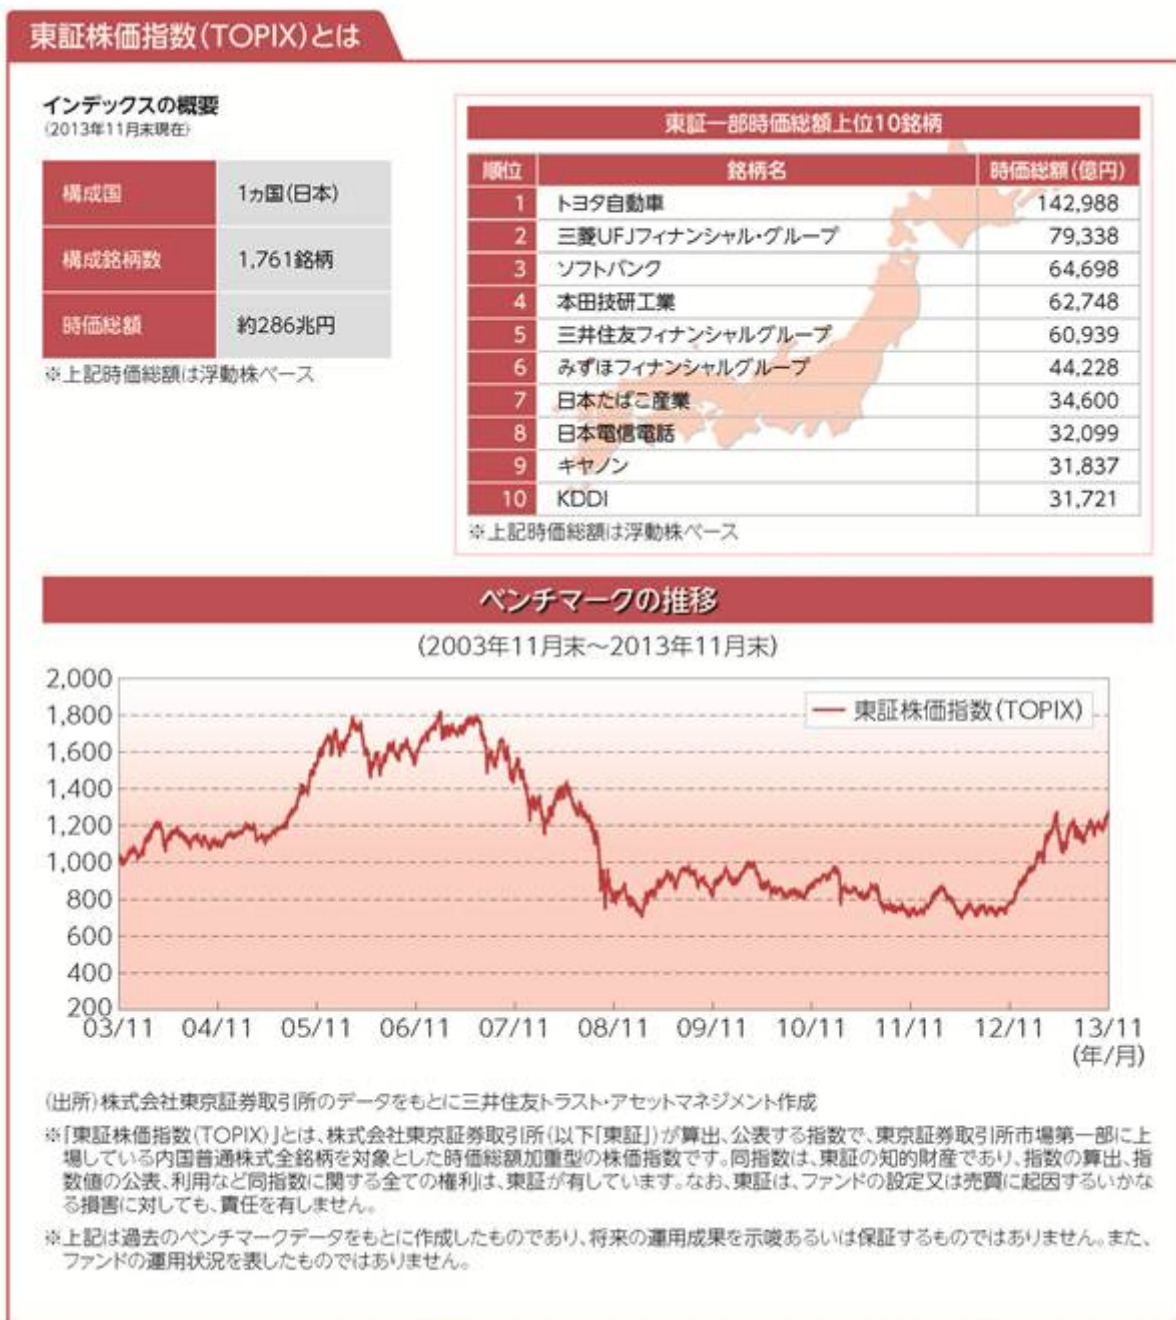 東証株価指数(TOPIX)とは
インデックスの概要
(2013年11月末現在)
構成国 1ヵ国(日本)
構成銘柄数 1,761銘柄
時価総額 約286兆円
※上記時価総額は浮動株ベース
東証一部時価総額上位10銘柄
順位 銘柄名 時価総額(億円)
1 トヨタ自動車 142,988
2 三菱UFJフィナンシャル・グループ 79,338
3 ソフトバンク 64,698
4 本田技研工業 62,748
5 三井住友フィナンシャルグループ 60,939
6 みずほフィナンシャルグループ 44,228
7 日本たばこ産業 34,600
8 日本電信電話 32,099
9 キヤノン 31,837
10 KDDI 31,721
※上記時価総額は浮動株ベース
ベンチマークの推移
(2003年11月末～2013年11月末)
東証株価指数(TOPIX)
2,000
1,800
1,600
1,400
1,200
1,000
800
600
400
200
03/11 04/11 05/11 06/11 07/11 08/11 09/11 10/11 11/11 12/11 13/11
(年/月)
(出所)株式会社東京証券取引所のデータをもとに三井住友トラスト・アセットマネジメント作成
※「東証株価指数(TOPIX)」とは、株式会社東京証券取引所(以下「東証」)が算出、公表する指数で、東京証券取引所市場第一部に上
場している内国普通株式全銘柄を対象とした時価総額加重型の株価指数です。同指数は、東証の知的財産であり、指数の算出、指
数値の公表、利用など同指数に関する全ての権利は、東証が有しています。なお、東証は、ファンドの設定又は売買に起因するいかな
る損害に対しても、責任を有しません。
※上記は過去のベンチマークデータをもとに作成したものであり、将来の運用成果を示唆あるいは保証するものではありません。また、
ファンドの運用状況を表したものではありません。